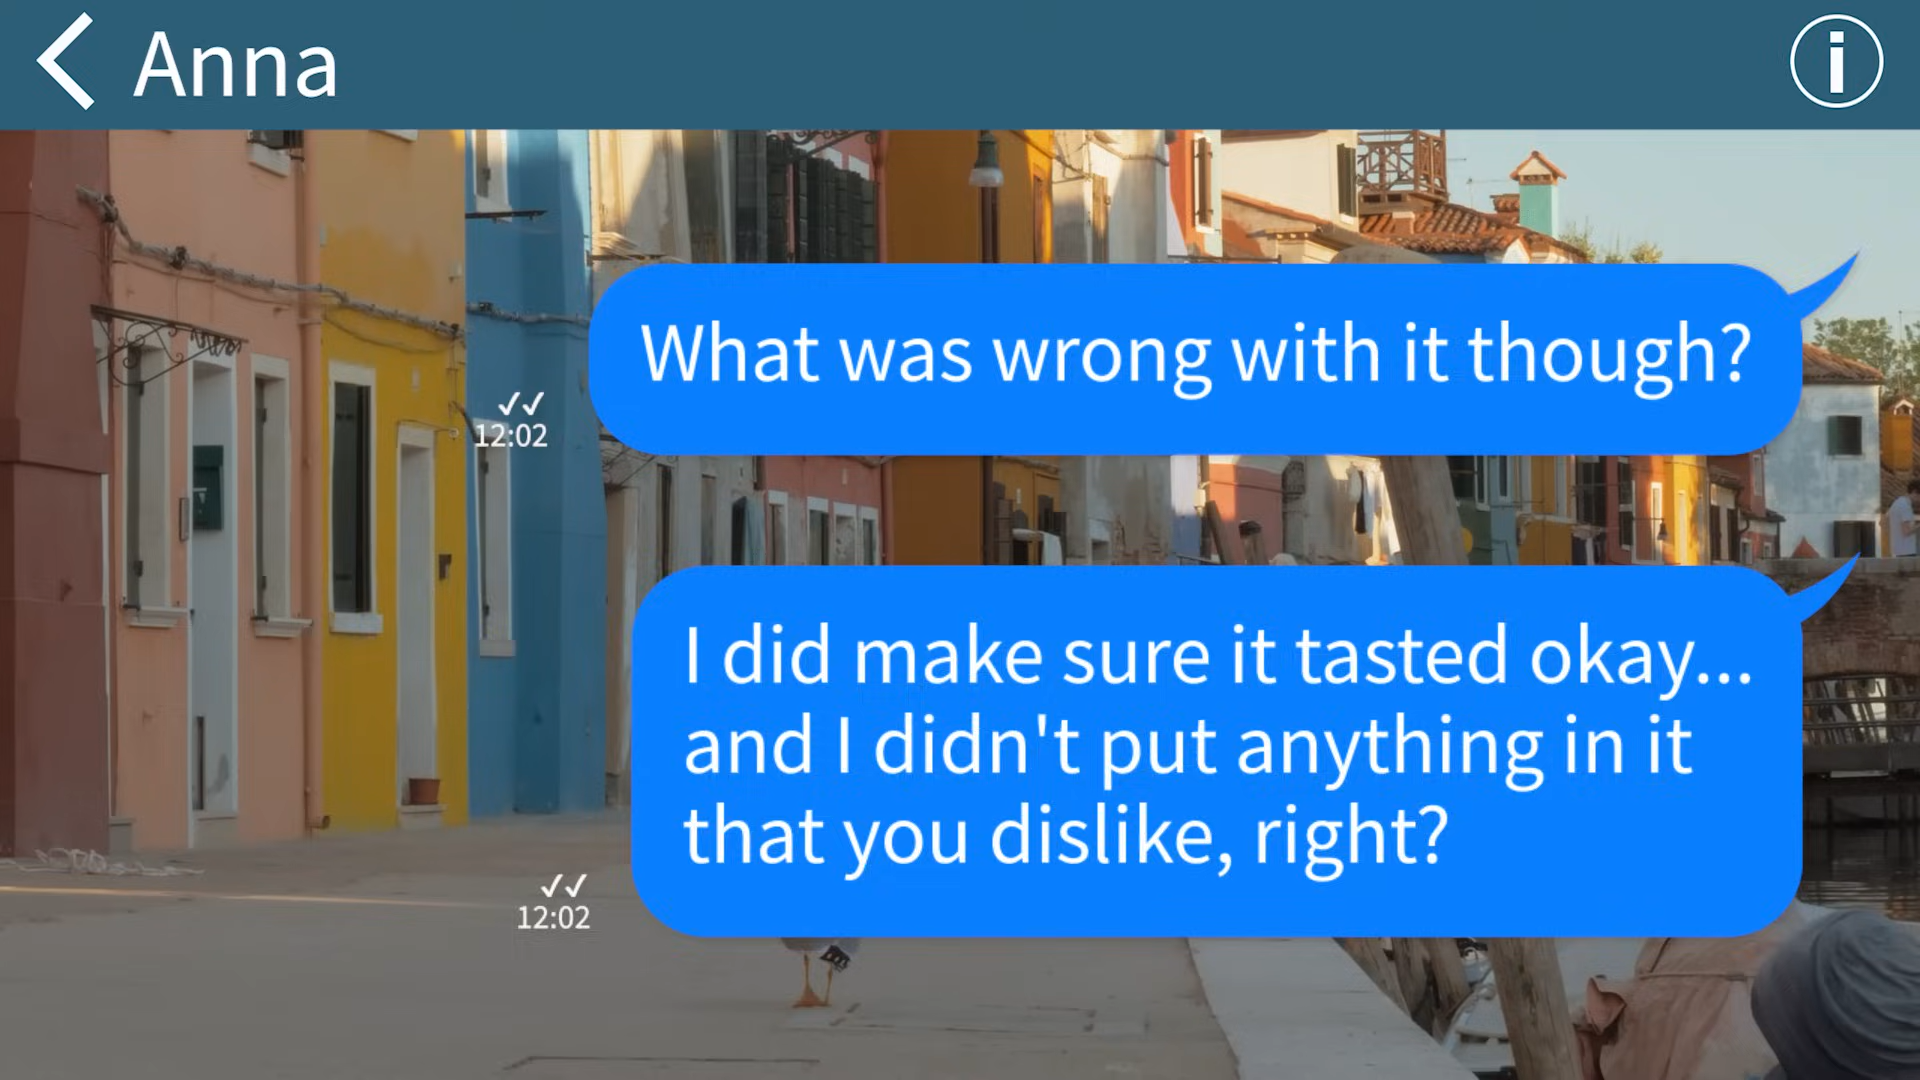 Anna
What was wrong with it though?
✓✓
12:02
I did make sure it tasted okay...
and I didn't put anything in it
that you dislike, right?
✓✓
12:02